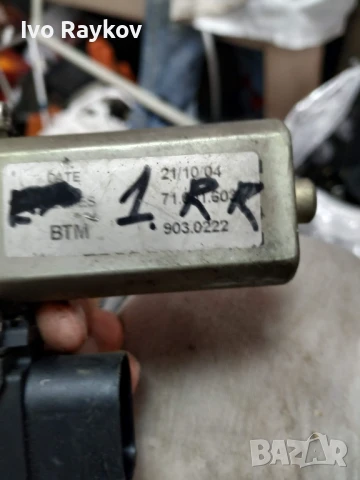 Ivo Raykov
DATE 21/10/04
1. RR
BTM 903.0222
BAZAR